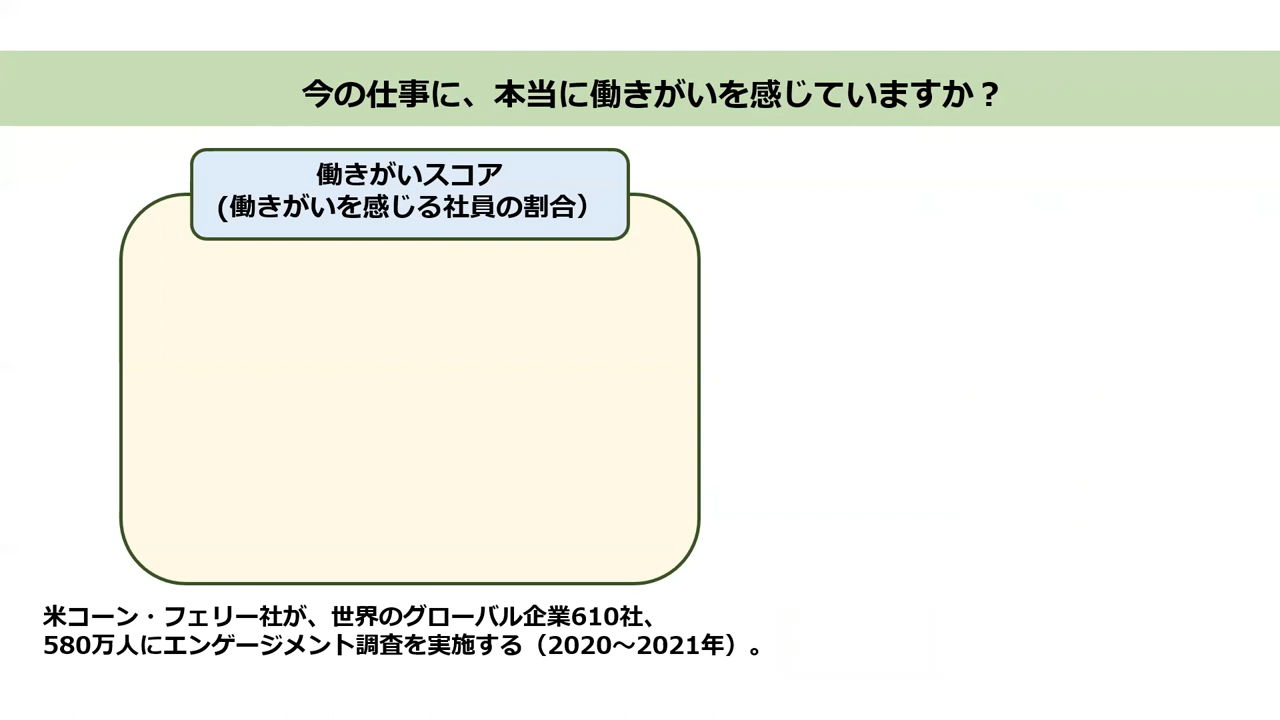 今の仕事に、本当に働きがいを感じていますか？
働きがいスコア
(働きがいを感じる社員の割合）
米コーン・フェリー社が、世界のグローバル企業610社、
580万人にエンゲージメント調査を実施する（2020～2021年）。